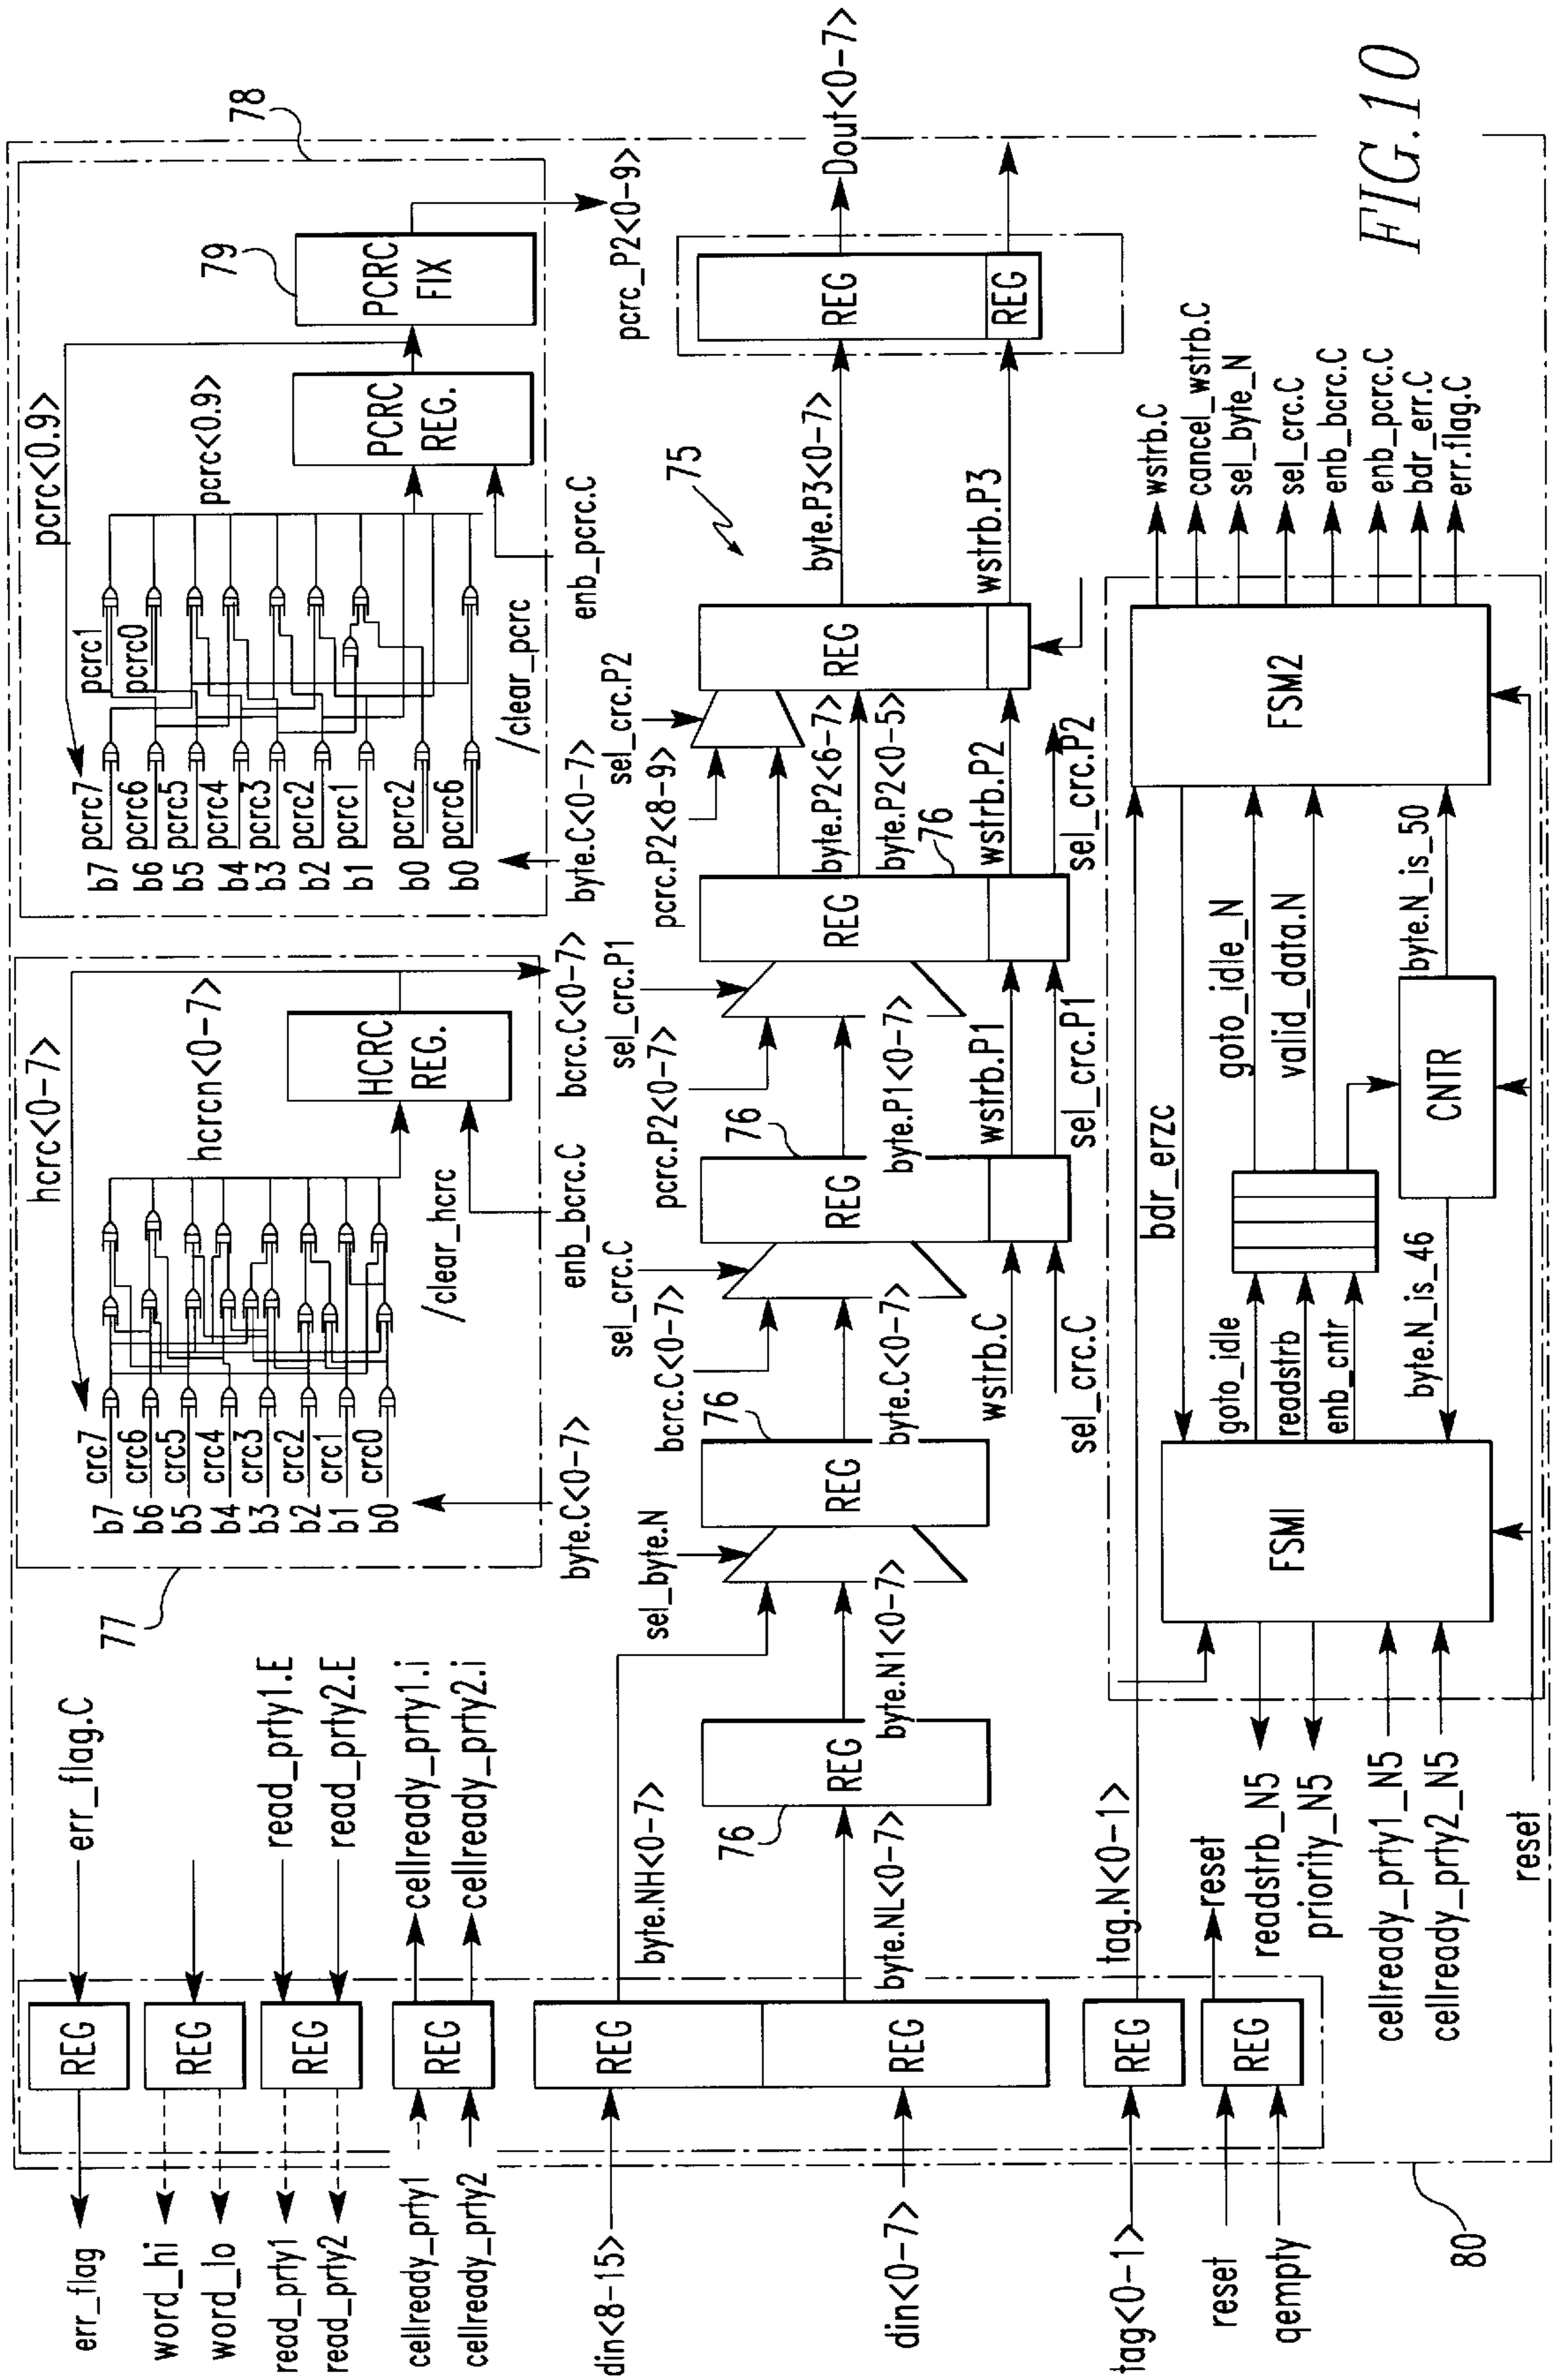 FIG. 10
err_flag
REG
err_flag.C
word_hi
word_lo
REG
read_prty1
read_prty2
REG
read_prty1.E
read_prty2.E
cellready_prty1
cellready_prty2
REG
cellready_prty1.i
cellready_prty2.i
77
hcrc<0-7>
b7 crc7
b6 crc6
b5 crc5
b4 crc4
b3 crc3
b2 crc2
b1 crc1
b0 crc0
hcrcn<0-7>
HCRC
REG.
/clear_hcrc
byte.C<0-7>
enb_bcrc.C
bcrc.C<0-7>
78
pcrc<0.9>
b7 pcrc7
b6 pcrc6
b5 pcrc5
b4 pcrc4
b3 pcrc3
b2 pcrc2
b1 pcrc1
b0 pcrc2
b0 pcrc6
pcrc1
pcrc0
pcrc<0.9>
PCRC
REG.
79
PCRC
FIX
/clear_pcrc
byte.C<0-7>
enb_pcrc.C
pcrc_P2<0-9>
din<8-15>
din<0-7>
REG
byte.NH<0-7>
byte.NL<0-7>
76
REG
byte.N1<0-7>
sel_byte.N
REG
76
byte.C<0-7>
bcrc.C<0-7>
sel_crc.C
REG
76
byte.P1<0-7>
wstrb.C
sel_crc.C
wstrb.P1
sel_crc.P1
pcrc.P2<0-7>
sel_crc.P1
REG
76
pcrc.P2<8-9>
byte.P2<6-7>
byte.P2<0-5>
wstrb.P2
sel_crc.P2
sel_crc.P2
REG
75
byte.P3<0-7>
wstrb.P3
REG
REG
Dout<0-7>
tag<0-1>
REG
tag.N<0-1>
reset
qempty
REG
reset
readstrb_N5
priority_N5
cellready_prty1_N5
cellready_prty2_N5
reset
FSM1
bdr_erzc
goto_idle
readstrb
enb_cntr
byte.N_is_46
goto_idle_N
valid_data.N
CNTR
byte.N_is_50
FSM2
wstrb.C
cancel_wstrb.C
sel_byte_N
sel_crc.C
enb_bcrc.C
enb_pcrc.C
bdr_err.C
err.flag.C
80